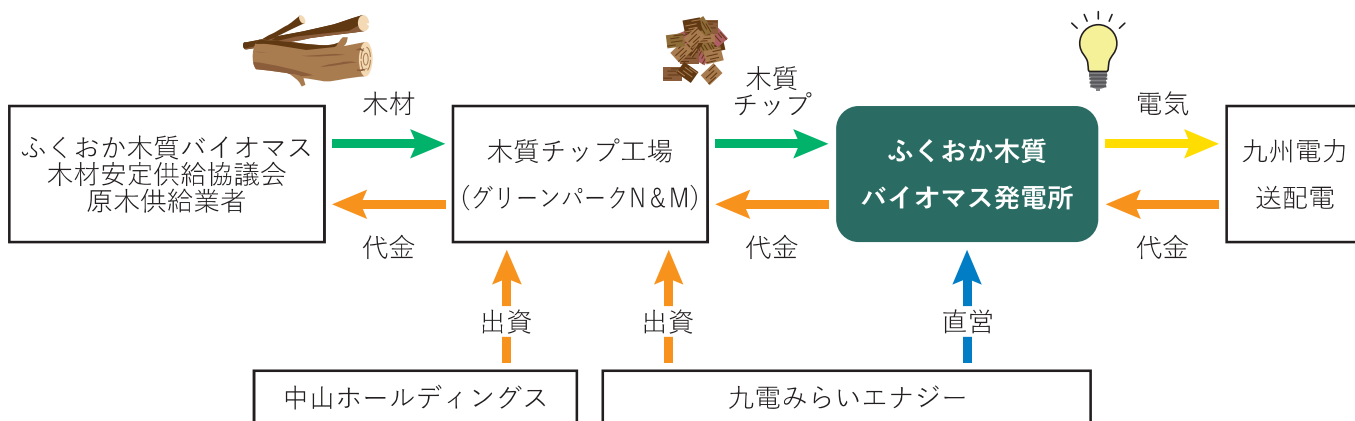 木材
木質
チップ
電気
ふくおか木質バイオマス
木材安定供給協議会
原木供給業者
木質チップ工場
(グリーンパークN&M)
ふくおか木質
バイオマス発電所
九州電力
送配電
代金
代金
代金
出資
出資
直営
中山ホールディングス
九電みらいエナジー